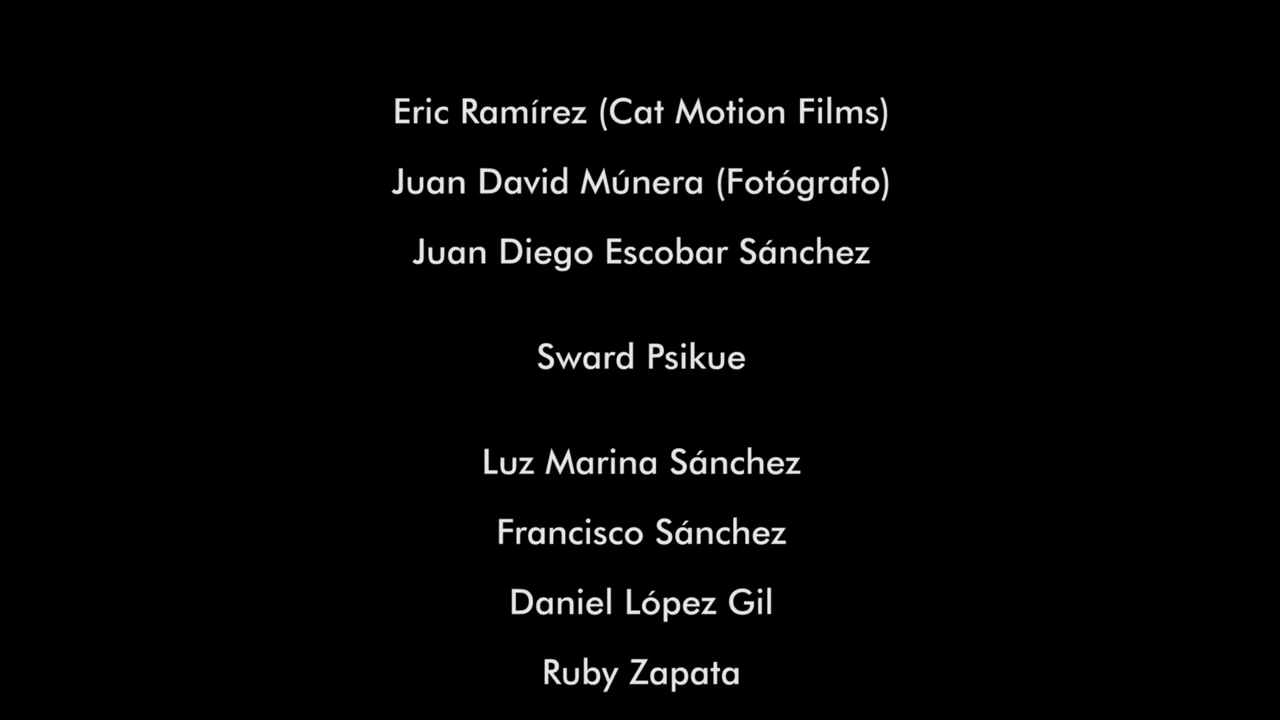 Eric Ramírez (Cat Motion Films)
Juan David Múnera (Fotógrafo)
Juan Diego Escobar Sánchez
Sward Psikue
Luz Marina Sánchez
Francisco Sánchez
Daniel López Gil
Ruby Zapata